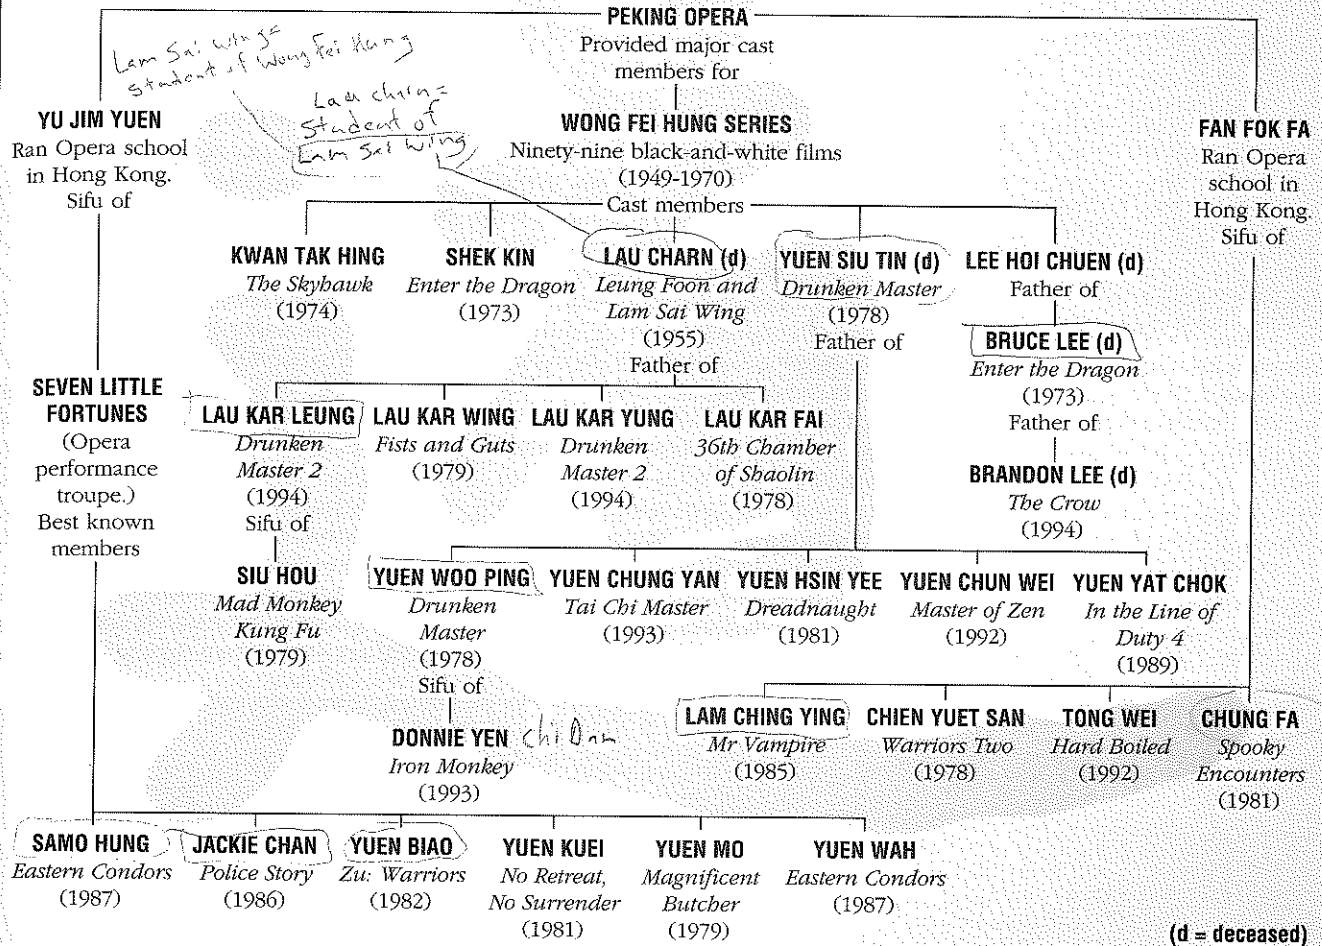 PEKING OPERA
Provided major cast
members for
Lam Sai Wing=
student of Wong Fei Hung
Lau charn=
Student of
Lam Sai Wing
YU JIM YUEN
Ran Opera school
in Hong Kong.
Sifu of
WONG FEI HUNG SERIES
Ninety-nine black-and-white films
(1949-1970)
Cast members
FAN FOK FA
Ran Opera
school in
Hong Kong.
Sifu of
KWAN TAK HING
The Skyhawk
(1974)
SHEK KIN
Enter the Dragon
(1973)
LAU CHARN (d)
Leung Foon and
Lam Sai Wing
(1955)
Father of
YUEN SIU TIN (d)
Drunken Master
(1978)
Father of
LEE HOI CHUEN (d)
Father of
BRUCE LEE (d)
Enter the Dragon
(1973)
Father of
BRANDON LEE (d)
The Crow
(1994)
SEVEN LITTLE
FORTUNES
(Opera
performance
troupe.)
Best known
members
LAU KAR LEUNG
Drunken
Master 2
(1994)
Sifu of
LAU KAR WING
Fists and Guts
(1979)
LAU KAR YUNG
Drunken
Master 2
(1994)
LAU KAR FAI
36th Chamber
of Shaolin
(1978)
SIU HOU
Mad Monkey
Kung Fu
(1979)
YUEN WOO PING
Drunken
Master
(1978)
Sifu of
YUEN CHUNG YAN
Tai Chi Master
(1993)
YUEN HSIN YEE
Dreadnaught
(1981)
YUEN CHUN WEI
Master of Zen
(1992)
YUEN YAT CHOK
In the Line of
Duty 4
(1989)
DONNIE YEN
Iron Monkey
(1993)
LAM CHING YING
Mr Vampire
(1985)
CHIEN YUET SAN
Warriors Two
(1978)
TONG WEI
Hard Boiled
(1992)
CHUNG FA
Spooky
Encounters
(1981)
SAMO HUNG
Eastern Condors
(1987)
JACKIE CHAN
Police Story
(1986)
YUEN BIAO
Zu: Warriors
(1982)
YUEN KUEI
No Retreat,
No Surrender
(1981)
YUEN MO
Magnificent
Butcher
(1979)
YUEN WAH
Eastern Condors
(1987)
(d = deceased)